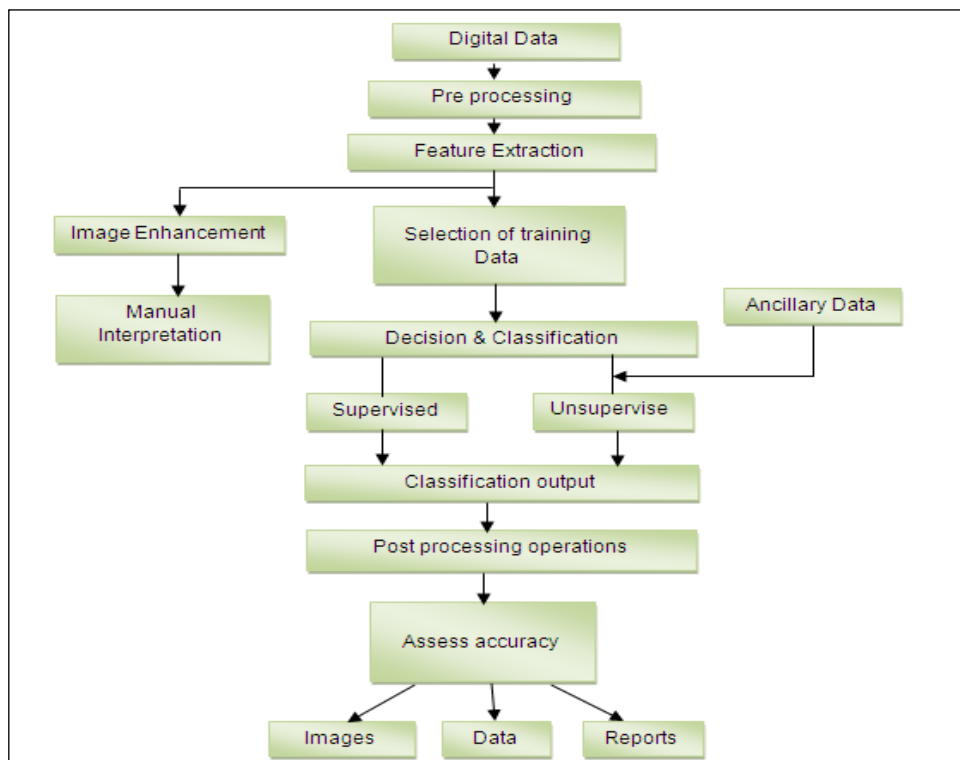 Digital Data
Pre processing
Feature Extraction
Image Enhancement
Selection of training
Data
Manual
Interpretation
Ancillary Data
Decision & Classification
Supervised
Unsupervise
Classification output
Post processing operations
Assess accuracy
Images
Data
Reports